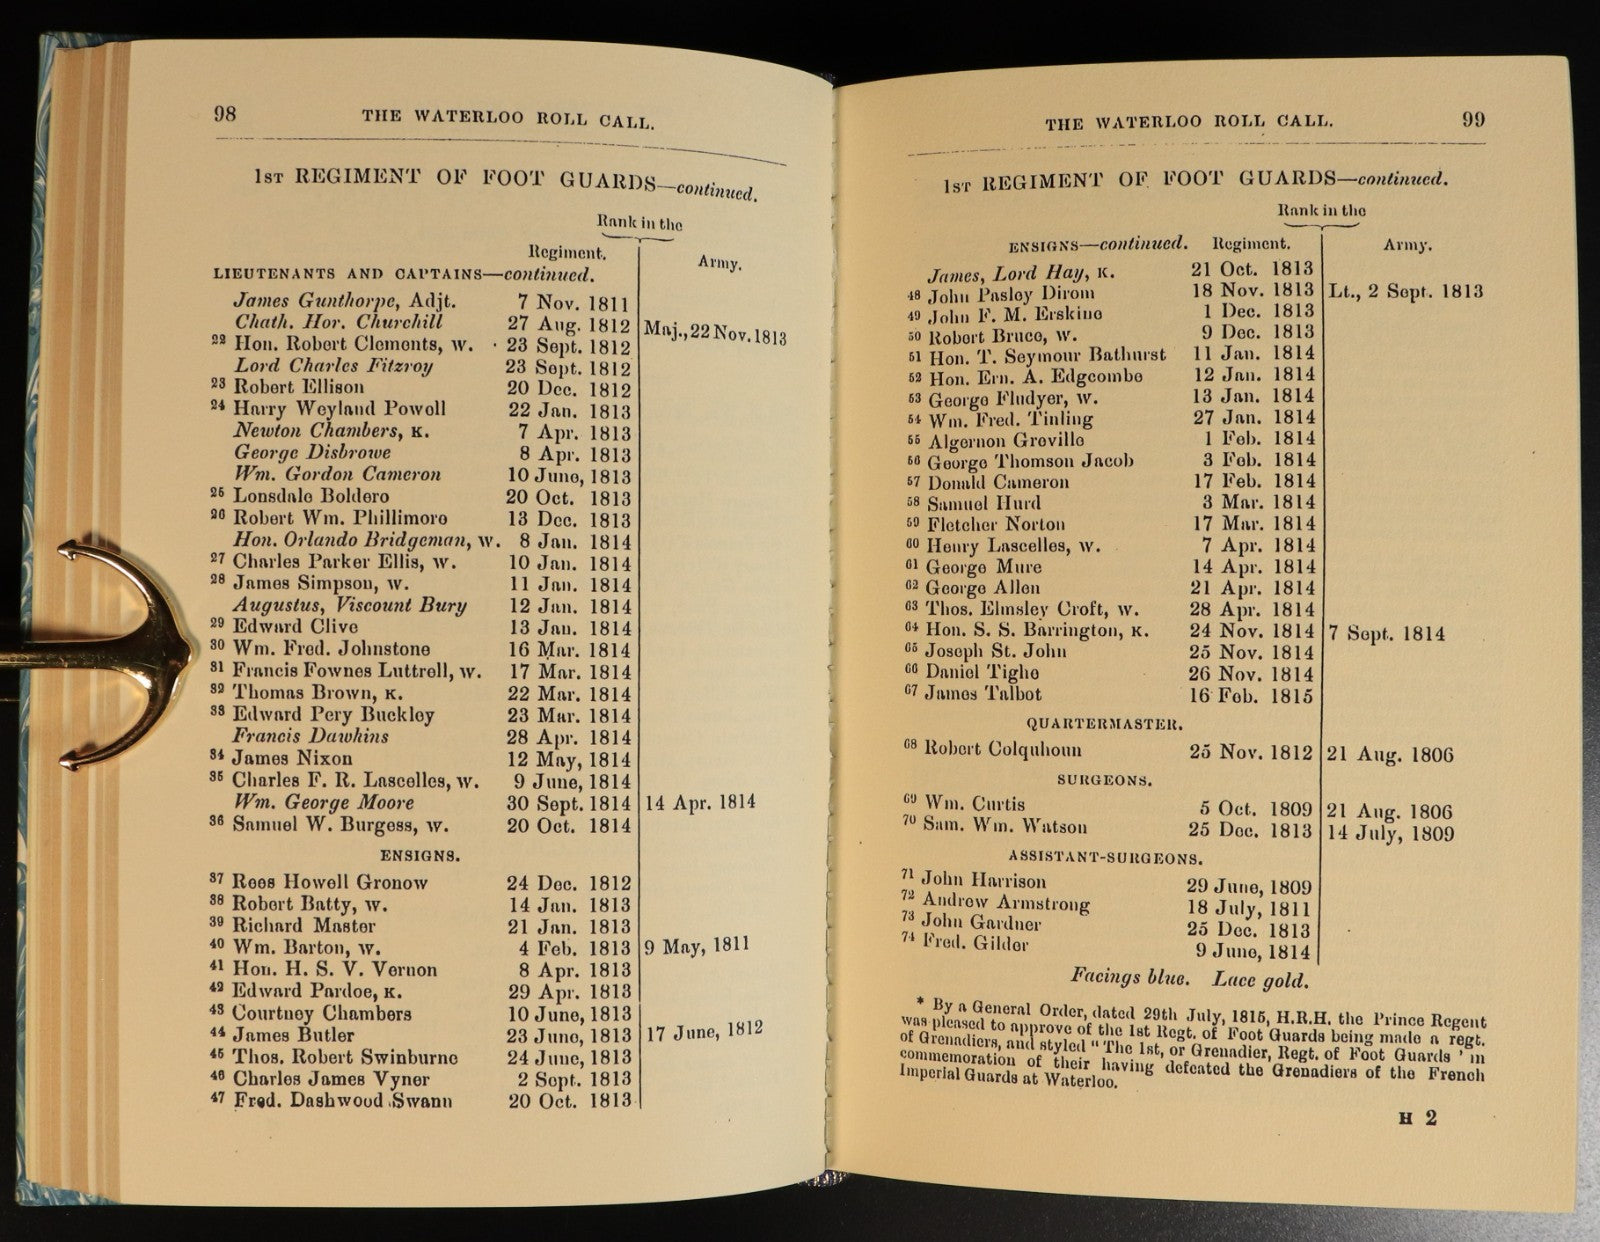 98
THE WATERLOO ROLL CALL.
1ST REGIMENT OF FOOT GUARDS—continued.
Rank in the
Regiment.
Army.
LIEUTENANTS AND CAPTAINS—continued.
James Gunthorpe, Adjt. 7 Nov. 1811
Chath. Hor. Churchill 27 Aug. 1812 Maj., 22 Nov. 1813
22 Hon. Robert Clements, W. 23 Sept. 1812
Lord Charles Fitzroy 23 Sept. 1812
23 Robert Ellison 20 Dec. 1812
24 Harry Weyland Powell 22 Jan. 1813
Newton Chambers, K. 7 Apr. 1813
George Disbrowe 8 Apr. 1813
Wm. Gordon Cameron 10 June, 1813
25 Lonsdale Boldero 20 Oct. 1813
26 Robert Wm. Phillimore 13 Dec. 1813
Hon. Orlando Bridgeman, W. 8 Jan. 1814
27 Charles Parker Ellis, W. 10 Jan. 1814
28 James Simpson, W. 11 Jan. 1814
Augustus, Viscount Bury 12 Jan. 1814
29 Edward Clive 13 Jan. 1814
30 Wm. Fred. Johnstone 16 Mar. 1814
31 Francis Fownes Luttrell, W. 17 Mar. 1814
32 Thomas Brown, K. 22 Mar. 1814
33 Edward Pery Buckley 23 Mar. 1814
Francis Dawkins 28 Apr. 1814
34 James Nixon 12 May, 1814
35 Charles F. R. Lascelles, W. 9 June, 1814
Wm. George Moore 30 Sept. 1814 14 Apr. 1814
36 Samuel W. Burgess, W. 20 Oct. 1814
ENSIGNS.
37 Rees Howell Gronow 24 Dec. 1812
38 Robert Batty, W. 14 Jan. 1813
39 Richard Master 21 Jan. 1813
40 Wm. Barton, W. 4 Feb. 1813 9 May, 1811
41 Hon. H. S. V. Vernon 8 Apr. 1813
42 Edward Pardoe, K. 29 Apr. 1813
43 Courtney Chambers 10 June, 1813
44 James Butler 23 June, 1813 17 June, 1812
45 Thos. Robert Swinburne 24 June, 1813
46 Charles James Vyner 2 Sept. 1813
47 Fred. Dashwood Swann 20 Oct. 1813
THE WATERLOO ROLL CALL.
99
1ST REGIMENT OF FOOT GUARDS—continued.
Rank in the
ENSIGNS—continued. Regiment. Army.
James, Lord Hay, K. 21 Oct. 1813
48 John Pasley Dirom 18 Nov. 1813 Lt., 2 Sept. 1813
49 John F. M. Erskine 1 Dec. 1813
50 Robert Bruce, W. 9 Dec. 1813
51 Hon. T. Seymour Bathurst 11 Jan. 1814
52 Hon. Ern. A. Edgcombe 12 Jan. 1814
53 George Fludyer, W. 13 Jan. 1814
54 Wm. Fred. Tinling 27 Jan. 1814
55 Algernon Greville 1 Feb. 1814
56 George Thomson Jacob 3 Feb. 1814
57 Donald Cameron 17 Feb. 1814
58 Samuel Hurd 3 Mar. 1814
59 Fletcher Norton 17 Mar. 1814
60 Henry Lascelles, W. 7 Apr. 1814
61 George Mure 14 Apr. 1814
62 George Allen 21 Apr. 1814
63 Thos. Elmsley Croft, W. 28 Apr. 1814
64 Hon. S. S. Barrington, K. 24 Nov. 1814 7 Sept. 1814
65 Joseph St. John 25 Nov. 1814
66 Daniel Tighe 26 Nov. 1814
67 James Talbot 16 Feb. 1815
QUARTERMASTER.
68 Robert Colquhoun 25 Nov. 1812 21 Aug. 1806
SURGEONS.
69 Wm. Curtis 5 Oct. 1809 21 Aug. 1806
70 Sam. Wm. Watson 25 Dec. 1813 14 July, 1809
ASSISTANT-SURGEONS.
71 John Harrison 29 June, 1809
72 Andrew Armstrong 18 July, 1811
73 John Gardner 25 Dec. 1813
74 Fred. Gilder 9 June, 1814
Facings blue. Lace gold.
* By a General Order, dated 29th July, 1815, H.R.H. the Prince Regent
was pleased to approve of the 1st Regt. of Foot Guards being made a regt.
of Grenadiers, and styled "The 1st, or Grenadier, Regt. of Foot Guards' in
commemoration of their having defeated the Grenadiers of the French
Imperial Guards at Waterloo.
H 2